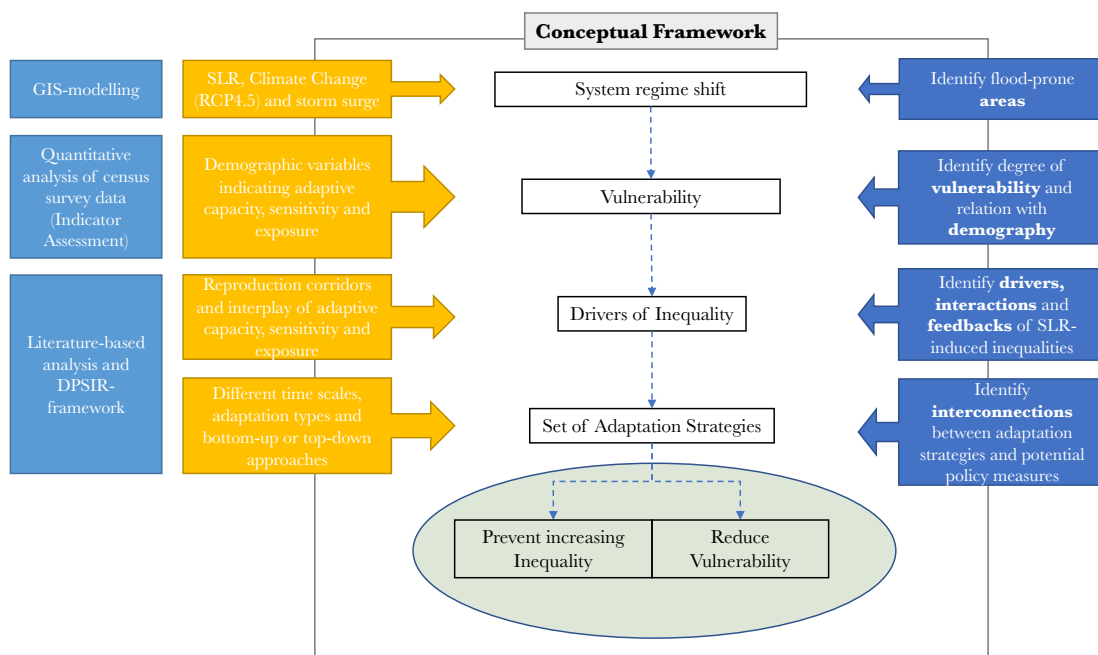 Conceptual Framework
GIS-modelling
SLR, Climate Change
(RCP4.5) and storm surge
System regime shift
Identify flood-prone
areas
Quantitative
analysis of census
survey data
(Indicator
Assessment)
Demographic variables
indicating adaptive
capacity, sensitivity and
exposure
Vulnerability
Identify degree of
vulnerability and
relation with
demography
Literature-based
analysis and
DPSIR-
framework
Reproduction corridors
and interplay of adaptive
capacity, sensitivity and
exposure
Drivers of Inequality
Identify drivers,
interactions and
feedbacks of SLR-
induced inequalities
Different time scales,
adaptation types and
bottom-up or top-down
approaches
Set of Adaptation Strategies
Identify
interconnections
between adaptation
strategies and potential
policy measures
Prevent increasing
Inequality
Reduce
Vulnerability